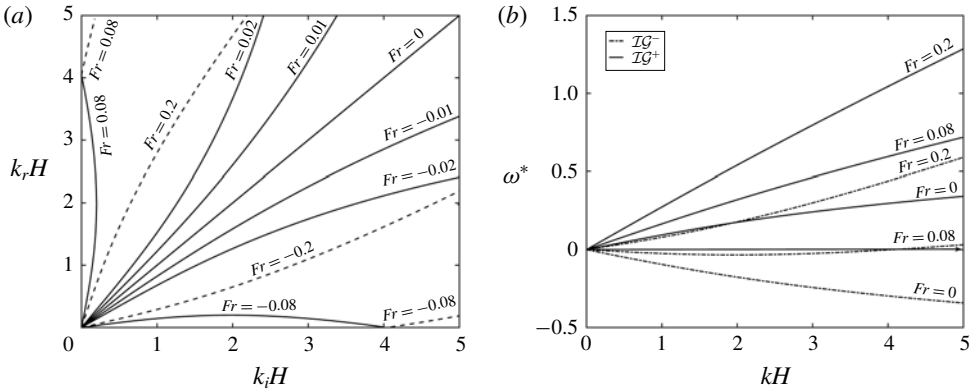 (a)
5
4
3
2
1
0
1
2
3
4
5
k_rH
k_iH
Fr = 0.08
Fr = 0.08
Fr = 0.2
Fr = 0.02
Fr = 0.01
Fr = 0
Fr = −0.01
Fr = −0.02
Fr = −0.2
Fr = −0.08
Fr = −0.08
(b)
1.5
1.0
0.5
0
−0.5
0
1
2
3
4
5
ω*
kH
IG−
IG+
Fr = 0.2
Fr = 0.08
Fr = 0.2
Fr = 0
Fr = 0.08
Fr = 0